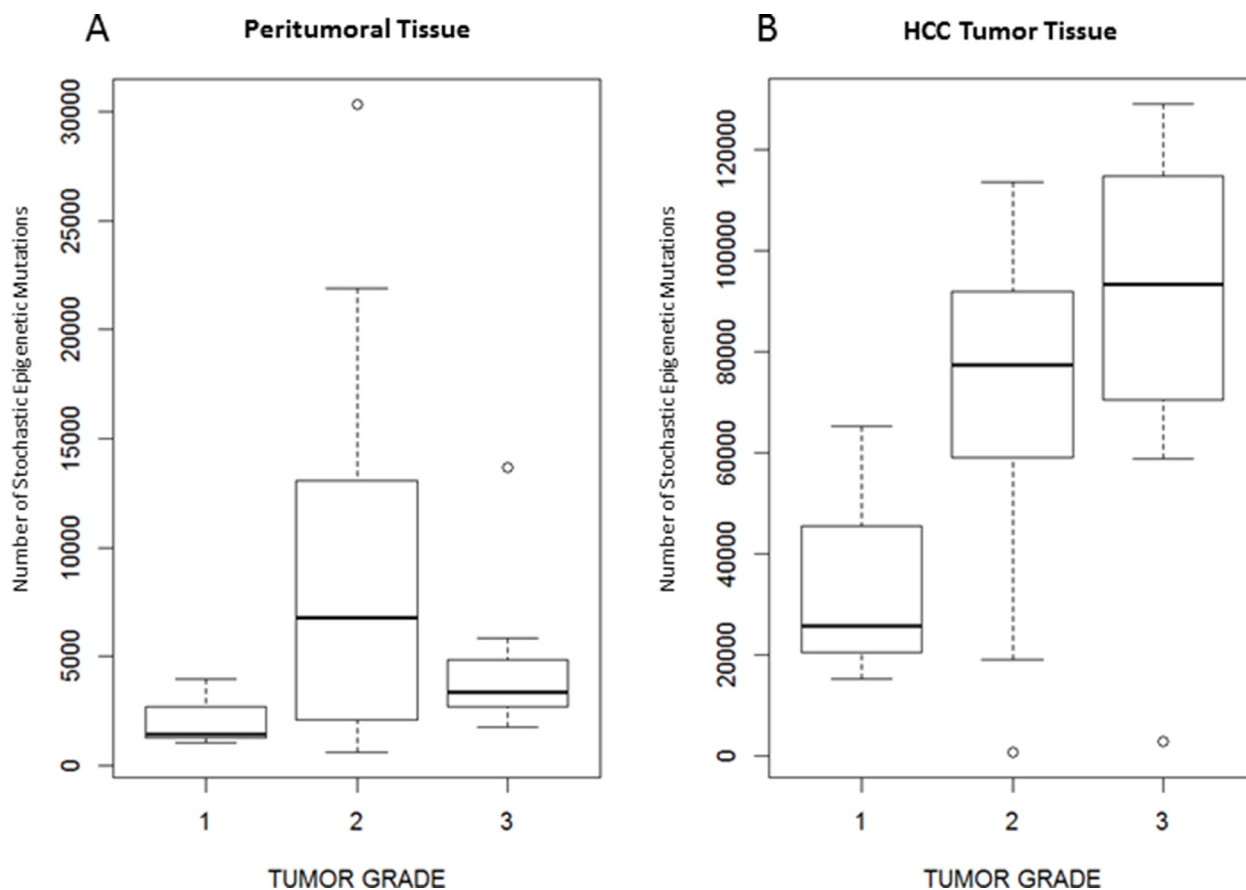 A
Peritumoral Tissue
Number of Stochastic Epigenetic Mutations
30000
25000
20000
15000
10000
5000
0
1 2 3
TUMOR GRADE
B
HCC Tumor Tissue
Number of Stochastic Epigenetic Mutations
120000
100000
80000
60000
40000
20000
0
1 2 3
TUMOR GRADE